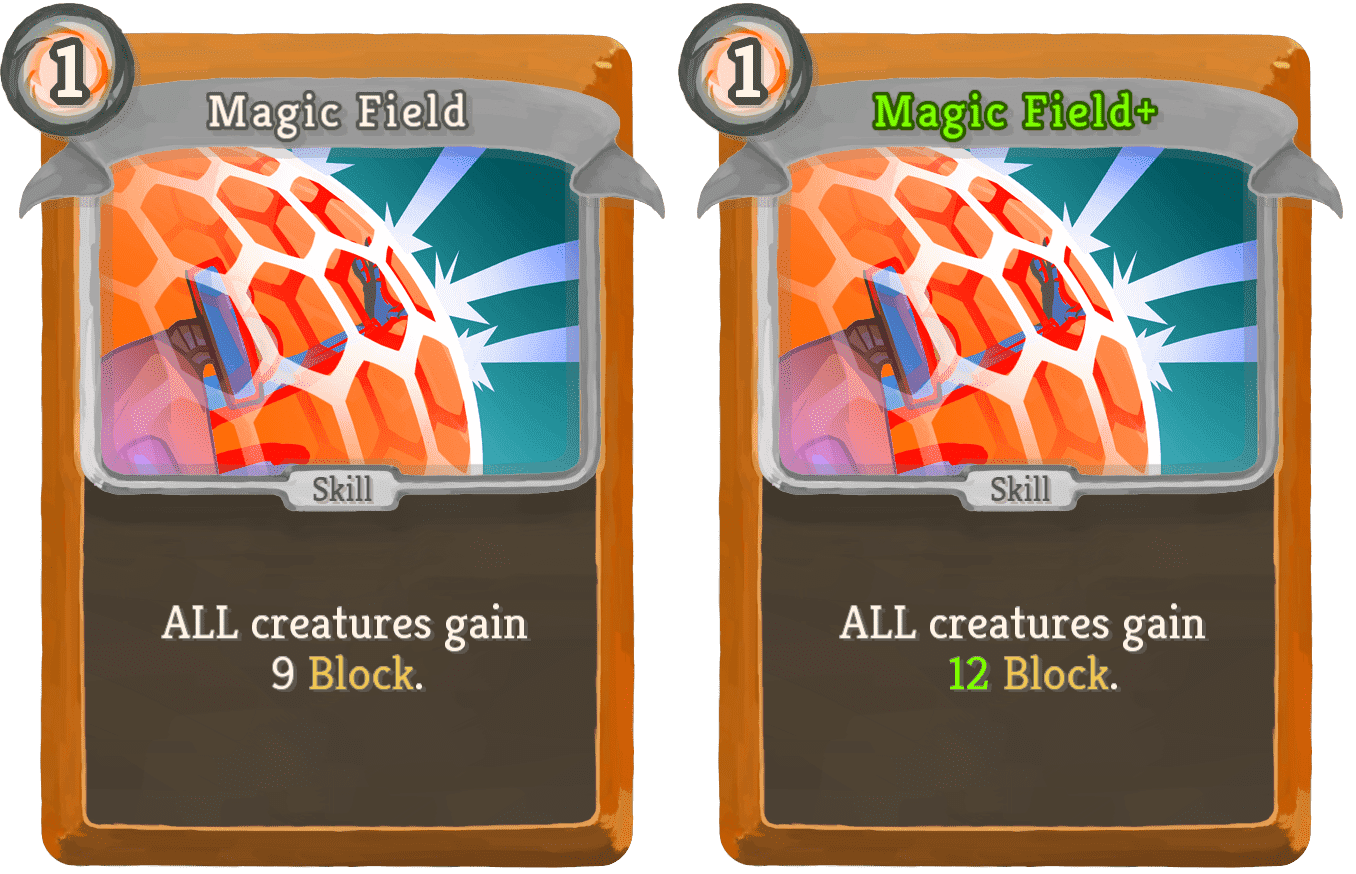 1
Magic Field
Skill
ALL creatures gain
9 Block.
1
Magic Field+
Skill
ALL creatures gain
12 Block.